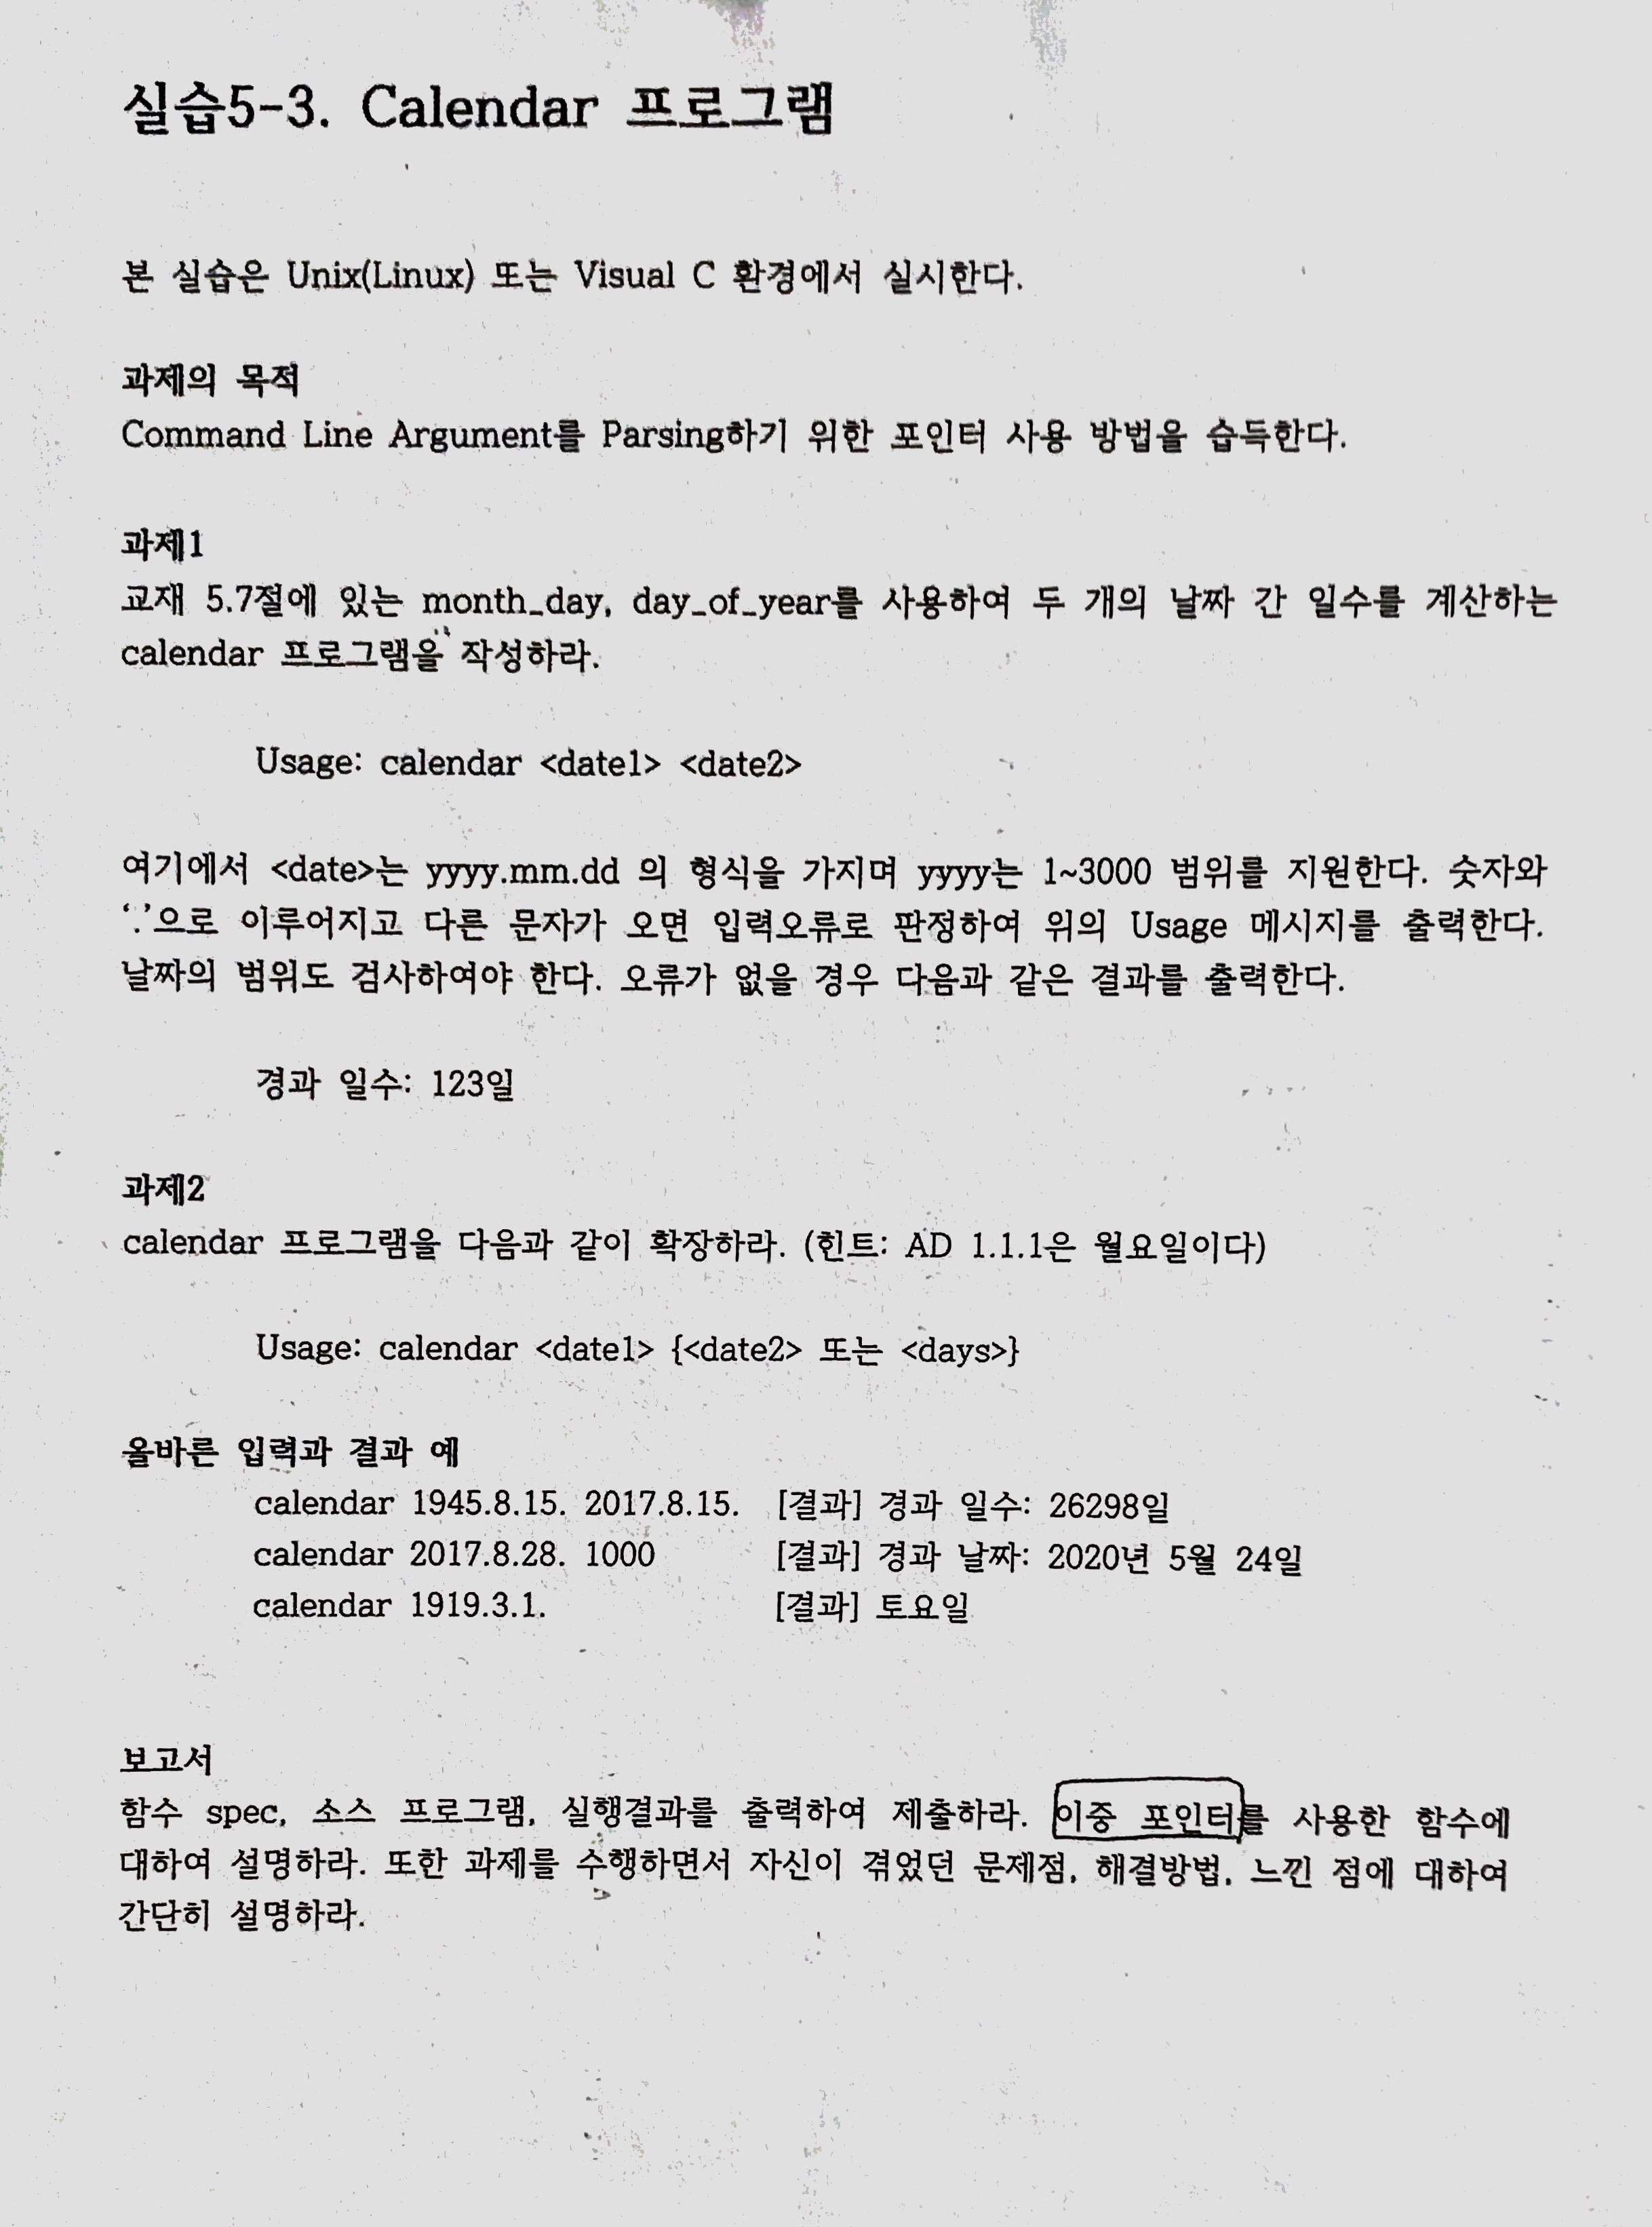 실습5-3. Calendar 프로그램
본 실습은 Unix(Linux) 또는 Visual C 환경에서 실시한다.
과제의 목적
Command Line Argument를 Parsing하기 위한 포인터 사용 방법을 습득한다.
과제1
교재 5.7절에 있는 month_day, day_of_year를 사용하여 두 개의 날짜 간 일수를 계산하는
calendar 프로그램을 작성하라.
Usage: calendar <date1> <date2>
여기에서 <date>는 yyyy.mm.dd 의 형식을 가지며 yyyy는 1~3000 범위를 지원한다. 숫자와
'.'으로 이루어지고 다른 문자가 오면 입력오류로 판정하여 위의 Usage 메시지를 출력한다.
날짜의 범위도 검사하여야 한다. 오류가 없을 경우 다음과 같은 결과를 출력한다.
경과 일수: 123일
과제2
calendar 프로그램을 다음과 같이 확장하라. (힌트: AD 1.1.1은 월요일이다)
Usage: calendar <date1> {<date2> 또는 <days>}
올바른 입력과 결과 예
calendar 1945.8.15. 2017.8.15. [결과] 경과 일수: 26298일
calendar 2017.8.28. 1000 [결과] 경과 날짜: 2020년 5월 24일
calendar 1919.3.1. [결과] 토요일
보고서
함수 spec, 소스 프로그램, 실행결과를 출력하여 제출하라. 이중 포인터를 사용한 함수에
대하여 설명하라. 또한 과제를 수행하면서 자신이 겪었던 문제점, 해결방법, 느낀 점에 대하여
간단히 설명하라.